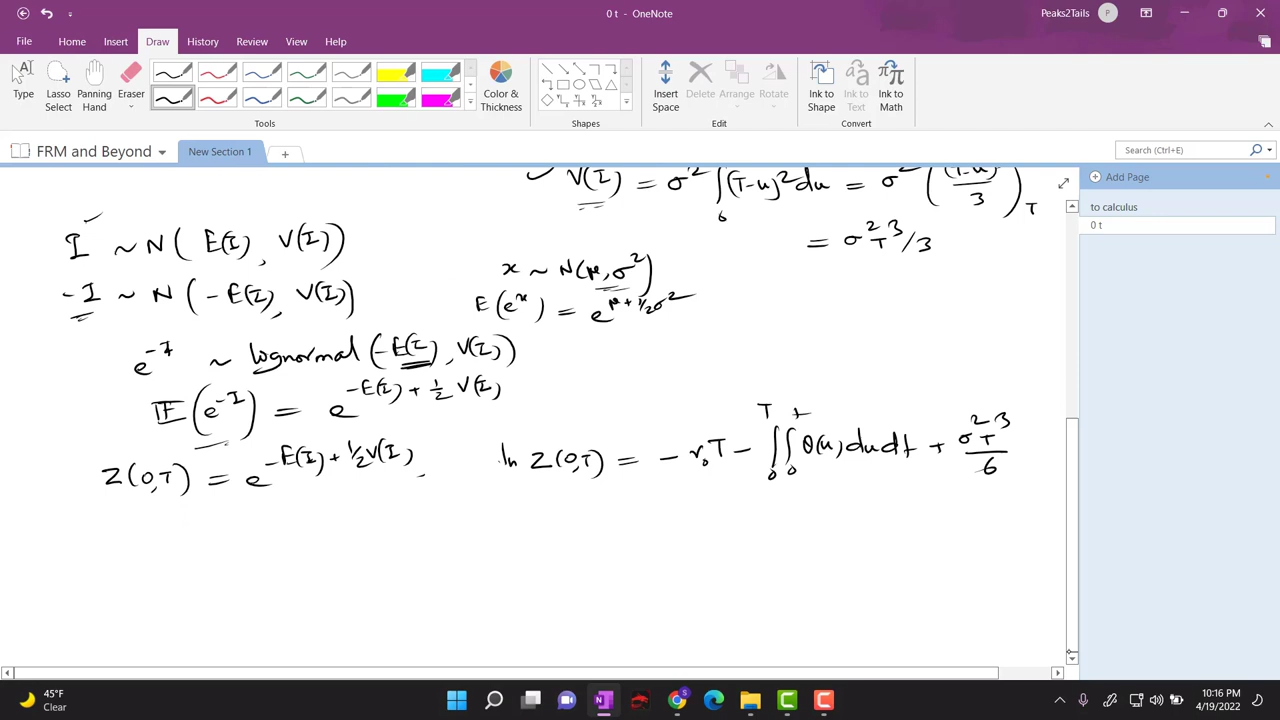 0 t - OneNote
Peaks2Tails P
File Home Insert Draw History Review View Help
Type Lasso Select Panning Hand Eraser Color & Thickness Insert Space Delete Arrange Rotate Ink to Shape Ink to Text Ink to Math
Tools Shapes Edit Convert
FRM and Beyond New Section 1 + Search (Ctrl+E)
Add Page
to calculus
0 t
V(I) = σ² ∫₀ (T-u)² du = σ² ((T-u)³/3)_T
= σ²T³/3
I ~ N(E(I), V(I))
-I ~ N(-E(I), V(I))
x ~ N(μ, σ²)
E(e^x) = e^(μ + 1/2σ²)
e^-I ~ lognormal (-E(I), V(I))
𝔼(e^-I) = e^(-E(I) + 1/2 V(I))
Z(0,T) = e^(-E(I) + 1/2V(I))
ln Z(0,T) = - r₀T - ∫₀^T ∫₀^t θ(u) du dt + σ²T³/6
45°F
Clear
10:16 PM
4/19/2022